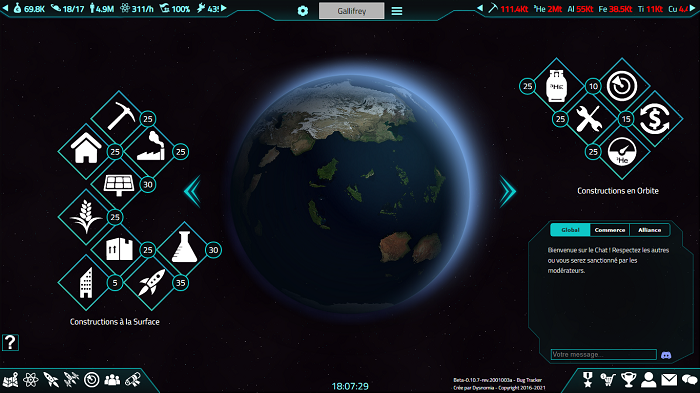 69.8K 18/17 4.9M 311/h 100% 43!
Gallifrey
111.4Kt ³He 2Mt Al 55Kt Fe 38.5Kt Ti 11Kt Cu 4.
25
25
25
30
25
25
30
5
35
Constructions à la Surface
³He
25
10
25
15
25
³He
Constructions en Orbite
Global Commerce Alliance
Bienvenue sur le Chat ! Respectez les autres
ou vous serez sanctionné par les
modérateurs.
Votre message...
?
18:07:29
Beta-0.10.7-rev.2001003a - Bug Tracker
Crée par Dysnomia - Copyright 2016-2021